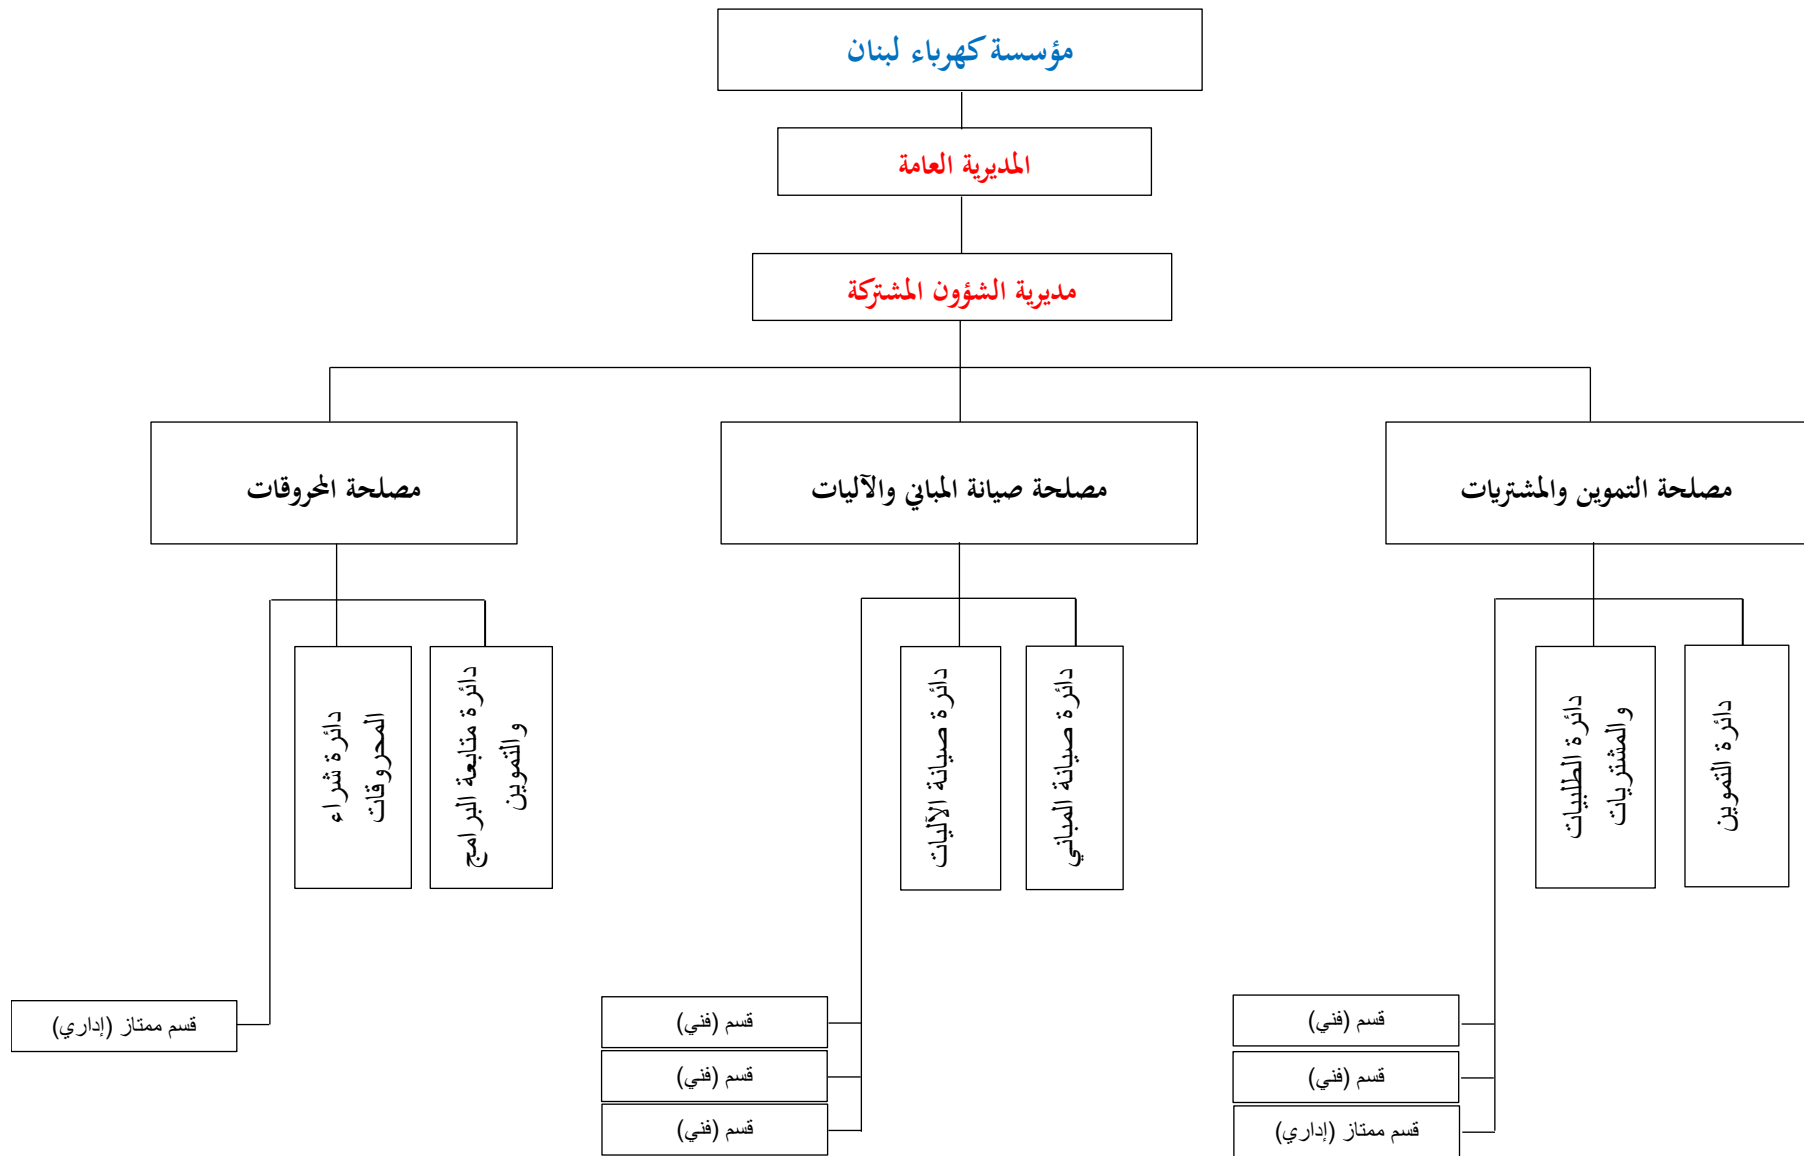 مؤسسة كهرباء لبنان
المديرية العامة
مديرية الشؤون المشتركة
مصلحة التموين والمشتريات
مصلحة صيانة المباني والآليات
مصلحة المحروقات
دائرة التموين
دائرة الطلبيات
والمشتريات
دائرة صيانة المباني
دائرة صيانة الآليات
دائرة متابعة البرامج
والتموين
دائرة شراء
المحروقات
قسم (فني)
قسم (فني)
قسم ممتاز (إداري)
قسم (فني)
قسم (فني)
قسم (فني)
قسم ممتاز (إداري)